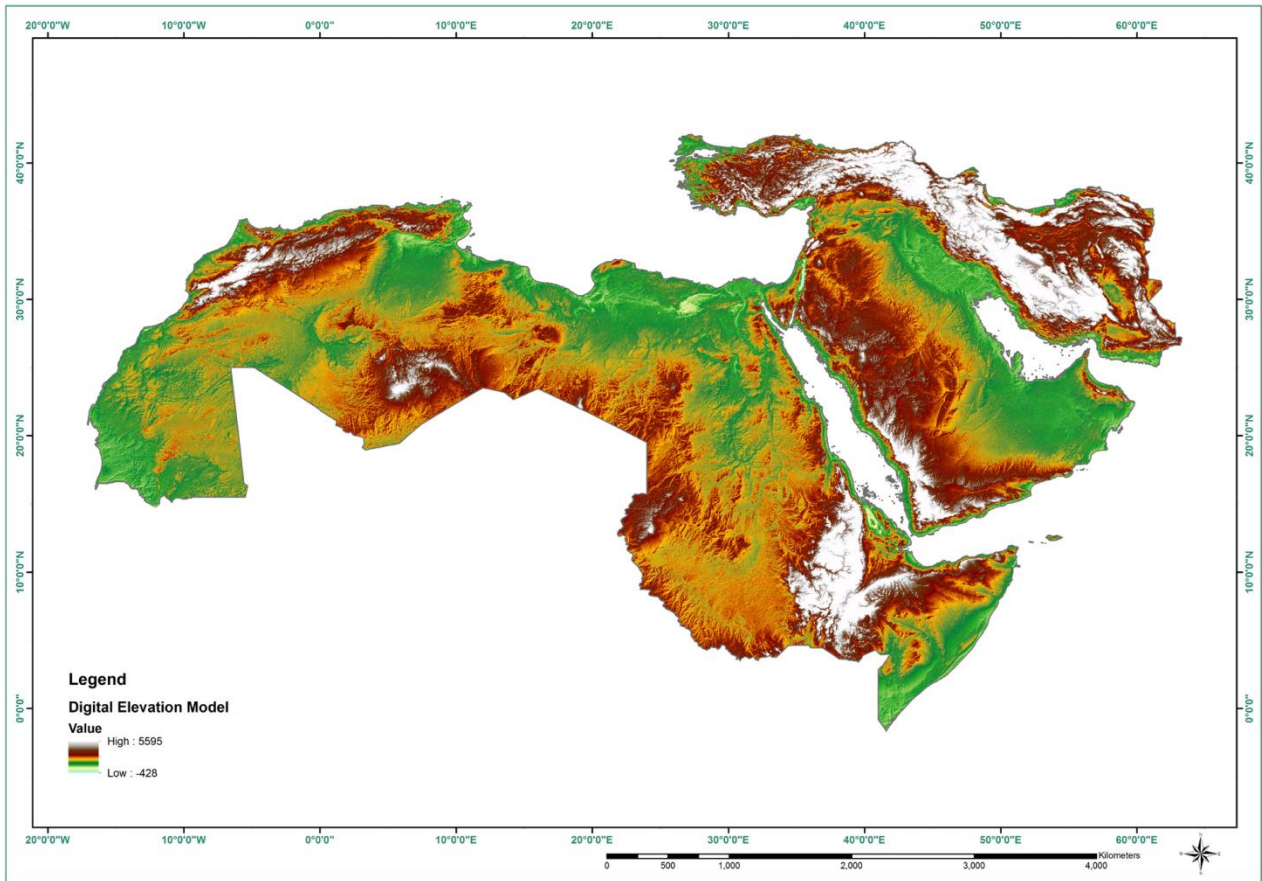 20°0'0"W 10°0'0"W 0°0'0" 10°0'0"E 20°0'0"E 30°0'0"E 40°0'0"E 50°0'0"E 60°0'0"E
40°0'0"N 40°0'0"N
30°0'0"N 30°0'0"N
20°0'0"N 20°0'0"N
10°0'0"N 10°0'0"N
0°0'0" 0°0'0"
Legend
Digital Elevation Model
Value
High : 5595
Low : -428
20°0'0"W 10°0'0"W 0°0'0" 10°0'0"E 20°0'0"E 30°0'0"E 40°0'0"E 50°0'0"E 60°0'0"E
Kilometers
0 500 1,000 2,000 3,000 4,000
N
W E
S